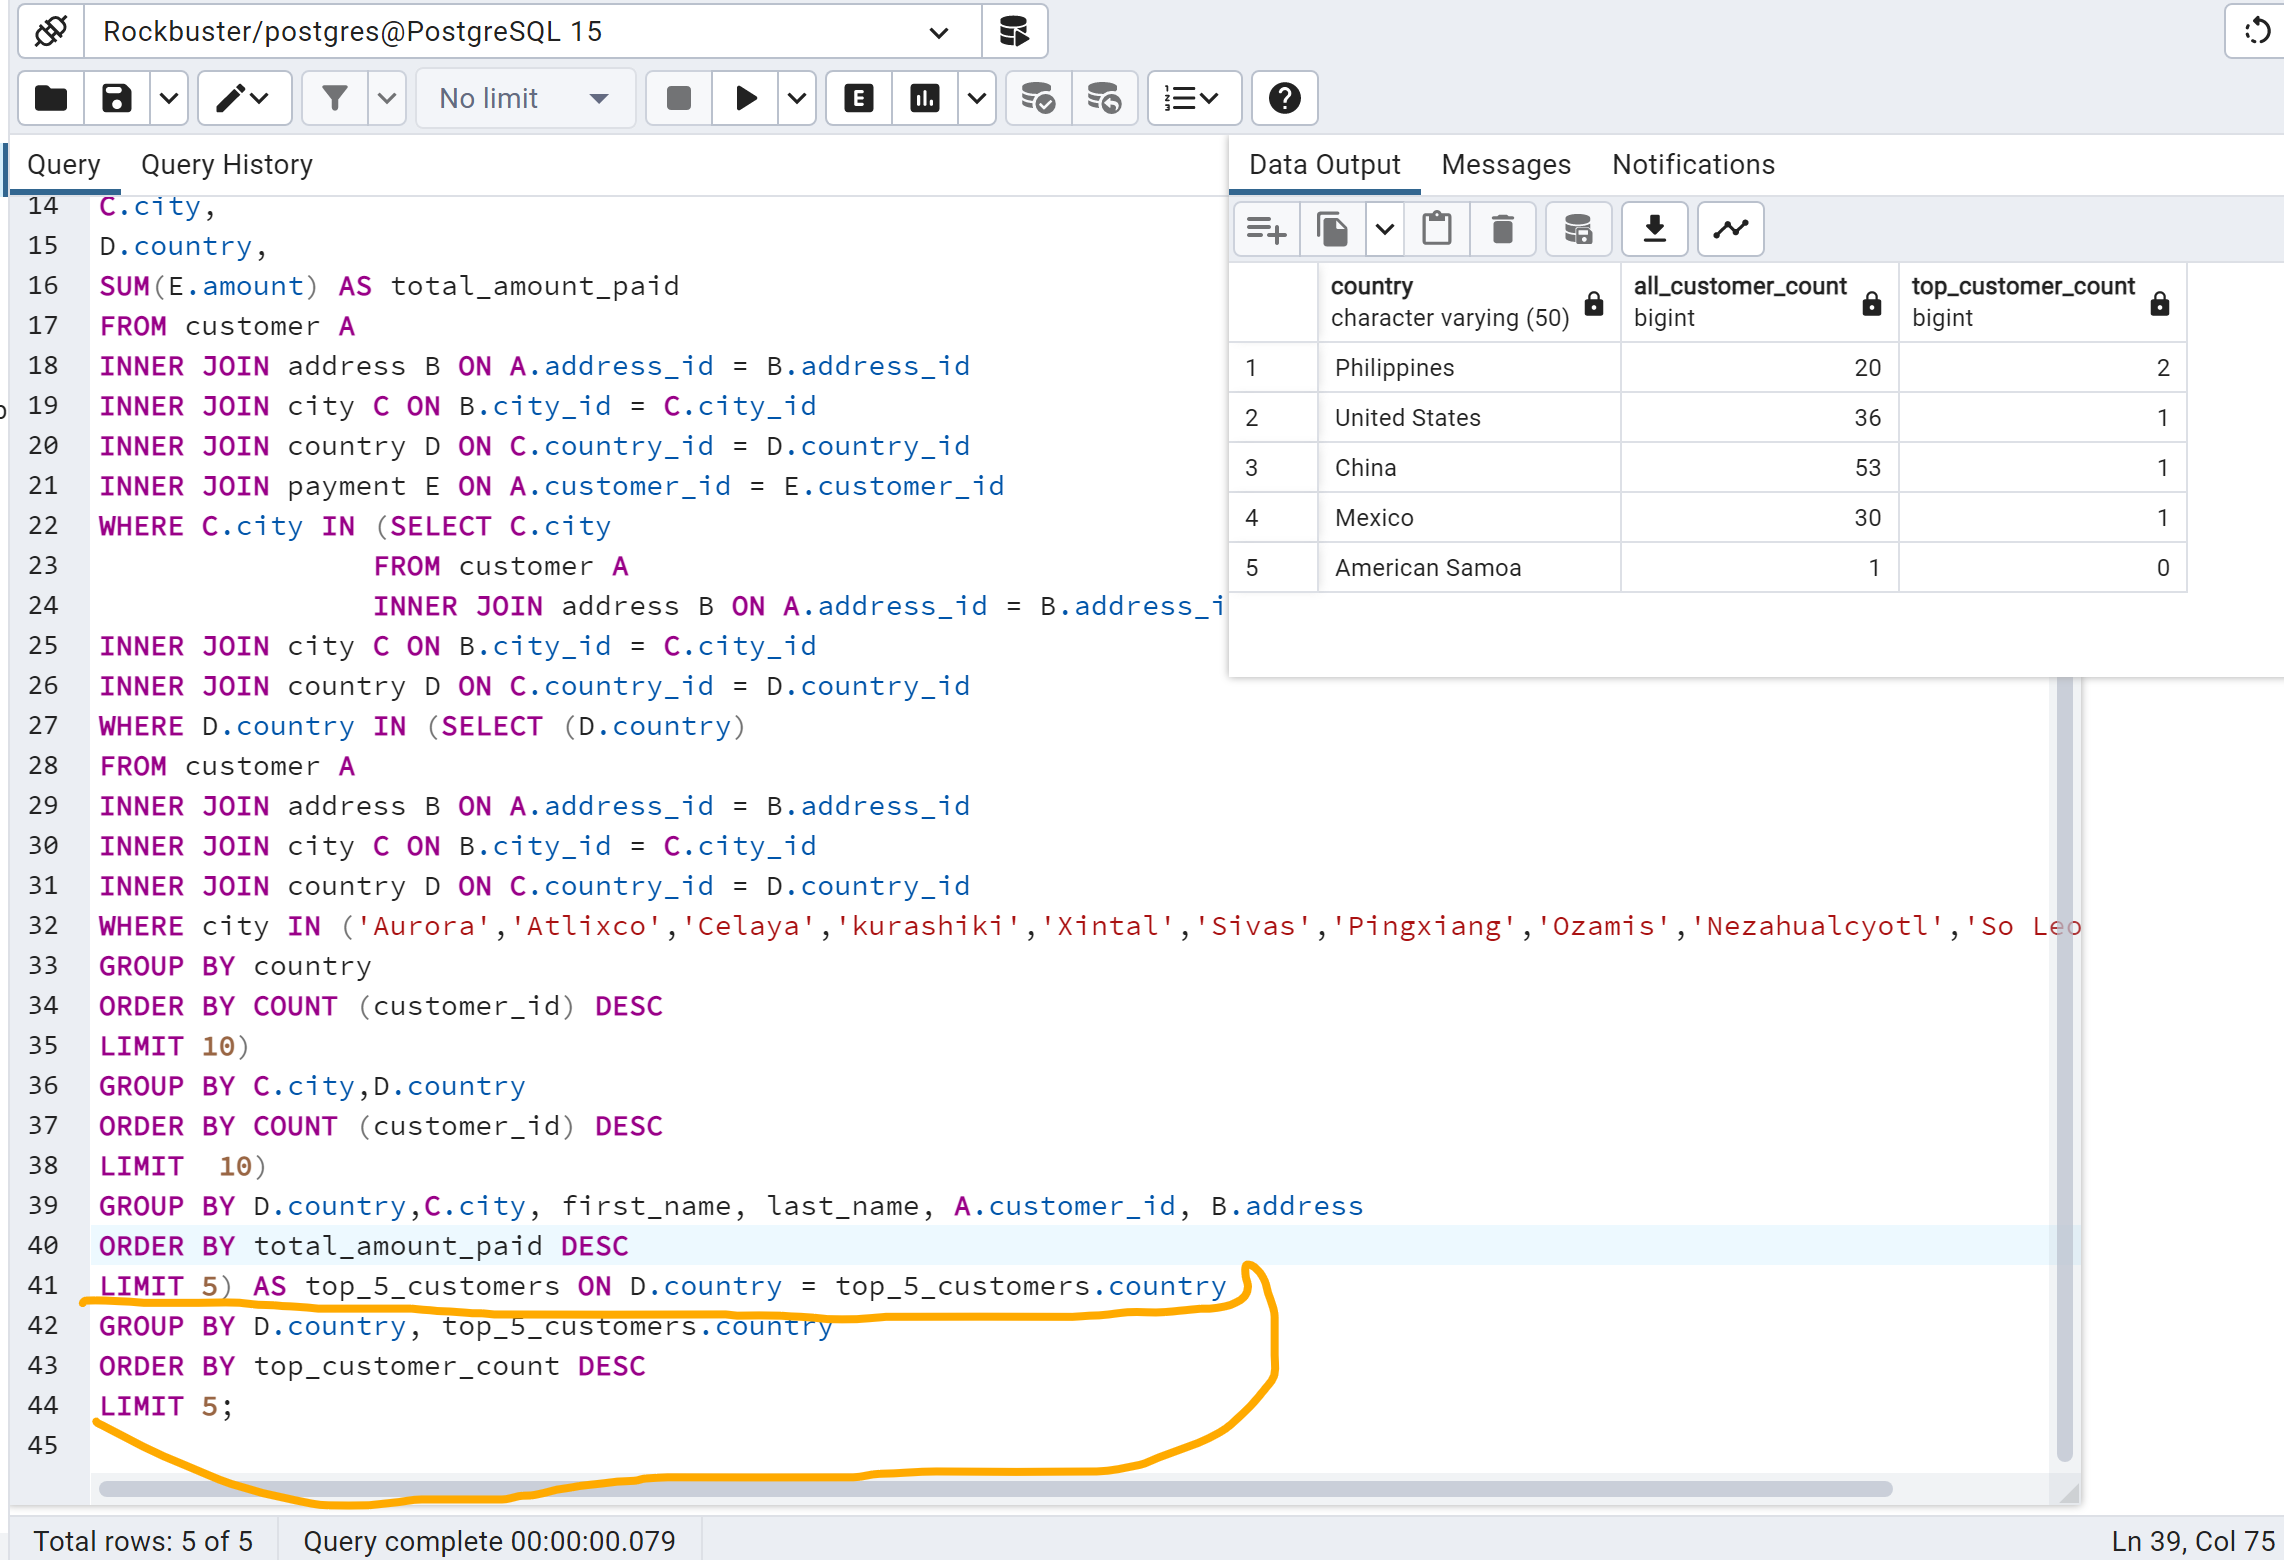 Rockbuster/postgres@PostgreSQL 15
No limit
Query Query History
14 C.city,
15 D.country,
16 SUM(E.amount) AS total_amount_paid
17 FROM customer A
18 INNER JOIN address B ON A.address_id = B.address_id
19 INNER JOIN city C ON B.city_id = C.city_id
20 INNER JOIN country D ON C.country_id = D.country_id
21 INNER JOIN payment E ON A.customer_id = E.customer_id
22 WHERE C.city IN (SELECT C.city
23 FROM customer A
24 INNER JOIN address B ON A.address_id = B.address_i
25 INNER JOIN city C ON B.city_id = C.city_id
26 INNER JOIN country D ON C.country_id = D.country_id
27 WHERE D.country IN (SELECT (D.country)
28 FROM customer A
29 INNER JOIN address B ON A.address_id = B.address_id
30 INNER JOIN city C ON B.city_id = C.city_id
31 INNER JOIN country D ON C.country_id = D.country_id
32 WHERE city IN ('Aurora','Atlixco','Celaya','kurashiki','Xintal','Sivas','Pingxiang','Ozamis','Nezahualcyotl','So Leo
33 GROUP BY country
34 ORDER BY COUNT (customer_id) DESC
35 LIMIT 10)
36 GROUP BY C.city,D.country
37 ORDER BY COUNT (customer_id) DESC
38 LIMIT  10)
39 GROUP BY D.country,C.city, first_name, last_name, A.customer_id, B.address
40 ORDER BY total_amount_paid DESC
41 LIMIT 5) AS top_5_customers ON D.country = top_5_customers.country
42 GROUP BY D.country, top_5_customers.country
43 ORDER BY top_customer_count DESC
44 LIMIT 5;
45
Data Output Messages Notifications
country all_customer_count top_customer_count
character varying (50) bigint bigint
1 Philippines 20 2
2 United States 36 1
3 China 53 1
4 Mexico 30 1
5 American Samoa 1 0
Total rows: 5 of 5 Query complete 00:00:00.079 Ln 39, Col 75